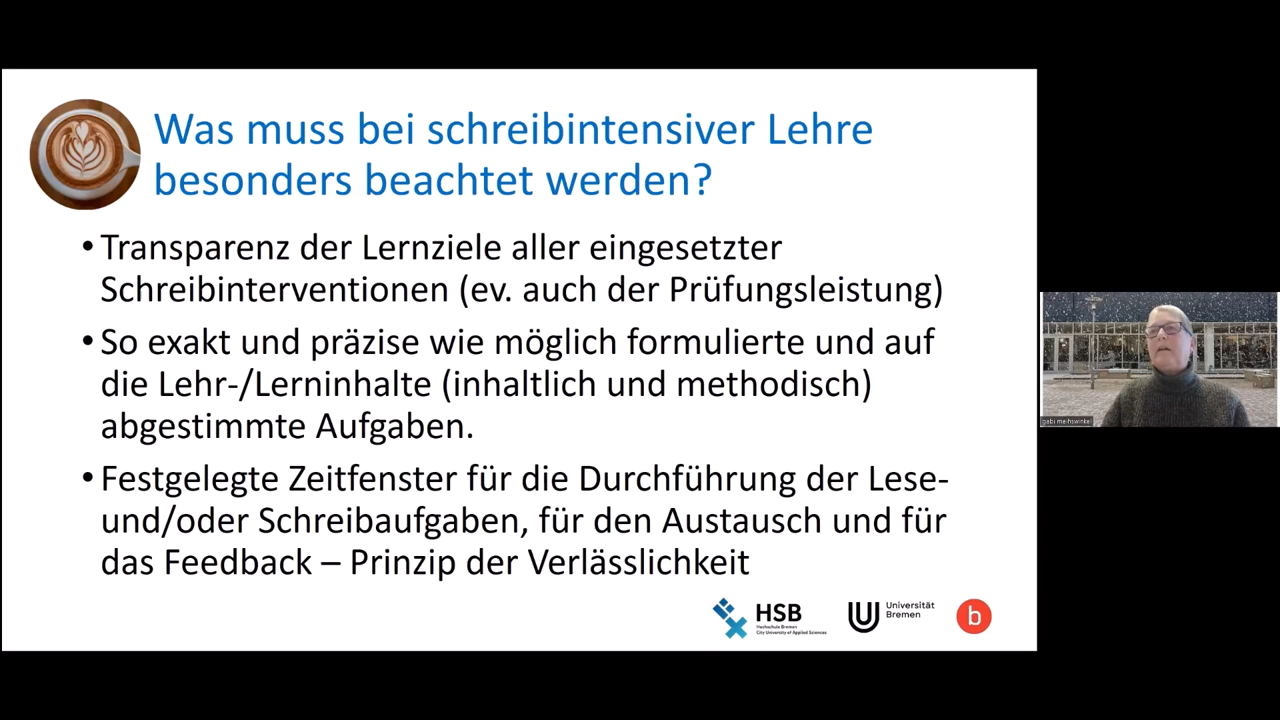 Was muss bei schreibintensiver Lehre
besonders beachtet werden?
• Transparenz der Lernziele aller eingesetzter
Schreibinterventionen (ev. auch der Prüfungsleistung)
• So exakt und präzise wie möglich formulierte und auf
die Lehr-/Lerninhalte (inhaltlich und methodisch)
abgestimmte Aufgaben.
• Festgelegte Zeitfenster für die Durchführung der Lese-
und/oder Schreibaufgaben, für den Austausch und für
das Feedback – Prinzip der Verlässlichkeit
HSB
Hochschule Bremen
City University of Applied Sciences
Universität
Bremen
b
gabi meihswinkel